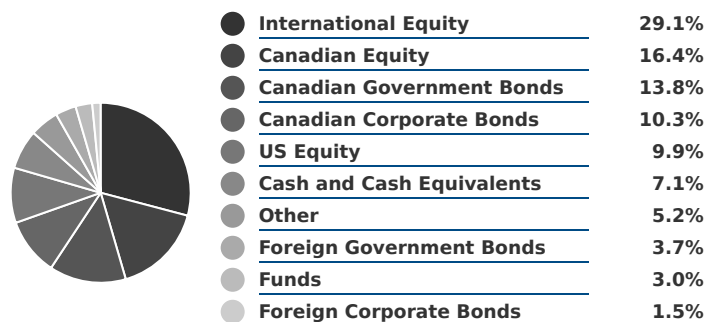 International Equity 29.1%
Canadian Equity 16.4%
Canadian Government Bonds 13.8%
Canadian Corporate Bonds 10.3%
US Equity 9.9%
Cash and Cash Equivalents 7.1%
Other 5.2%
Foreign Government Bonds 3.7%
Funds 3.0%
Foreign Corporate Bonds 1.5%